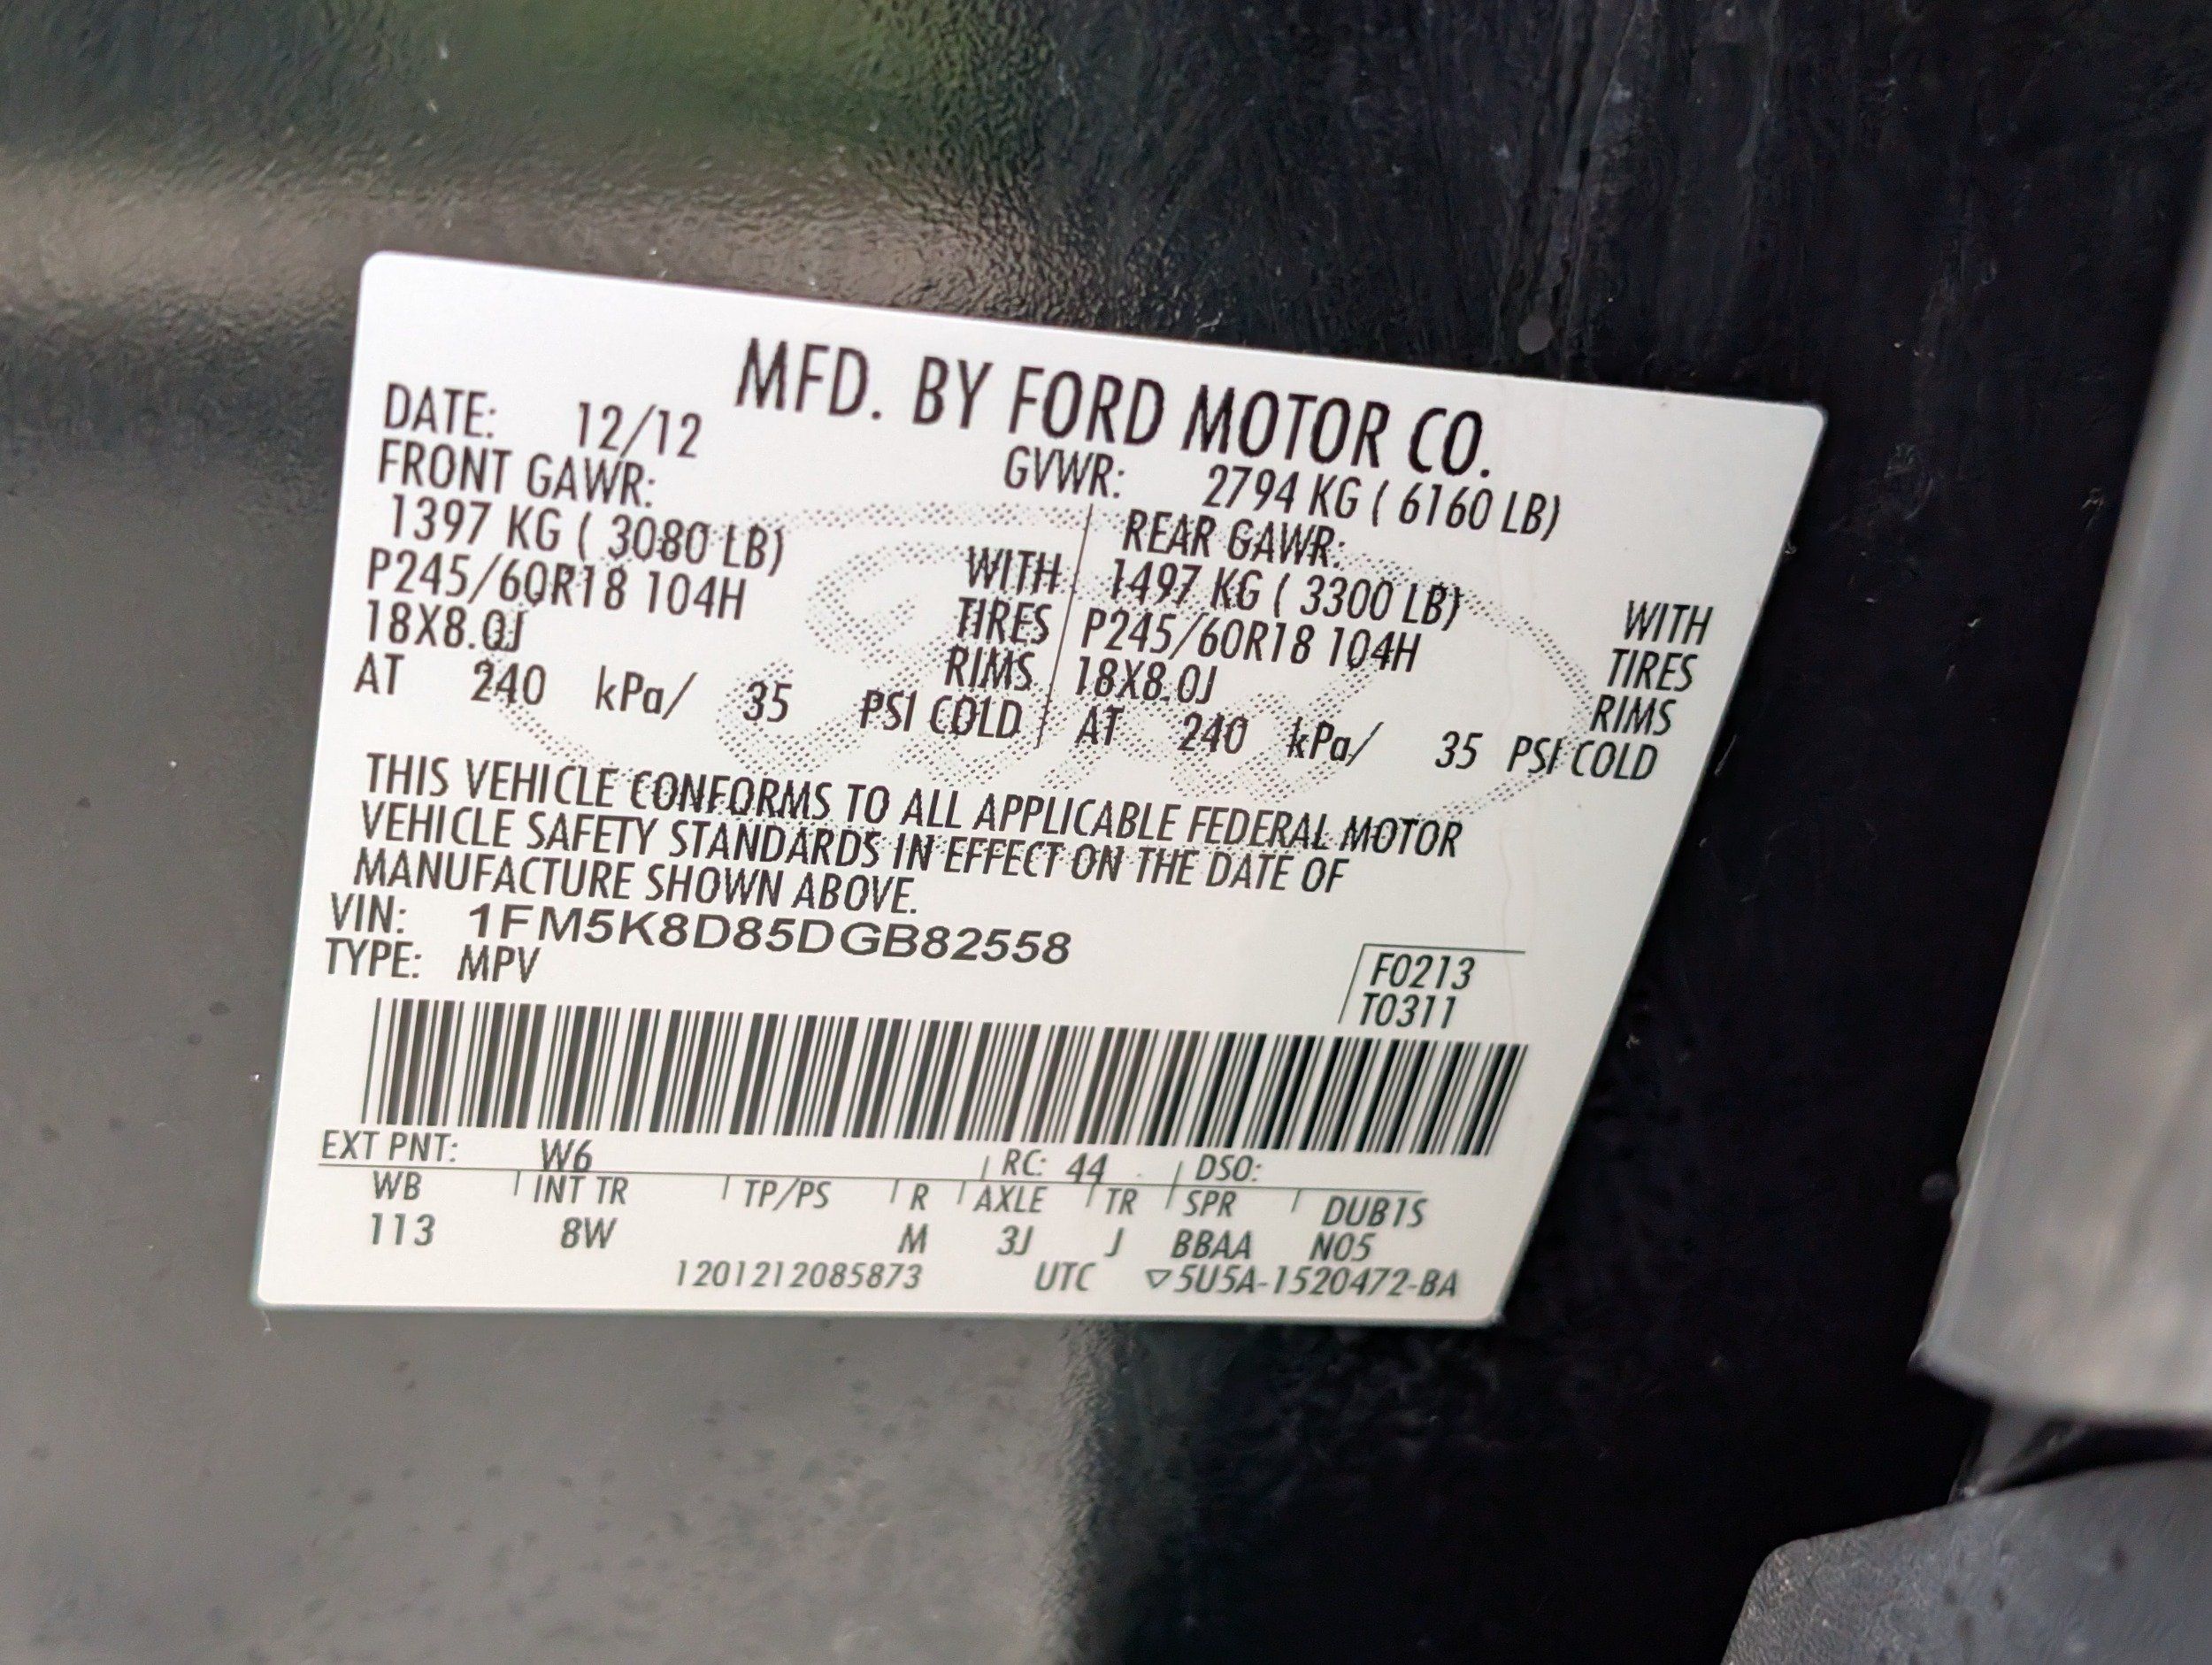 MFD. BY FORD MOTOR CO.
DATE: 12/12 GVWR: 2794 KG ( 6160 LB)
FRONT GAWR: REAR GAWR:
1397 KG ( 3080 LB) WITH 1497 KG ( 3300 LB) WITH
P245/60R18 104H TIRES P245/60R18 104H TIRES
18X8.0J RIMS 18X8.0J RIMS
AT 240 kPa/ 35 PSI COLD AT 240 kPa/ 35 PSI COLD
THIS VEHICLE CONFORMS TO ALL APPLICABLE FEDERAL MOTOR
VEHICLE SAFETY STANDARDS IN EFFECT ON THE DATE OF
MANUFACTURE SHOWN ABOVE.
VIN: 1FM5K8D85DGB82558
TYPE: MPV
F0213
T0311
EXT PNT: W6 RC: 44 DSO:
WB INT TR TP/PS R AXLE TR SPR DUB1S
113 8W M 3J J BBAA N05
1201212085873 UTC ▽5U5A-1520472-BA